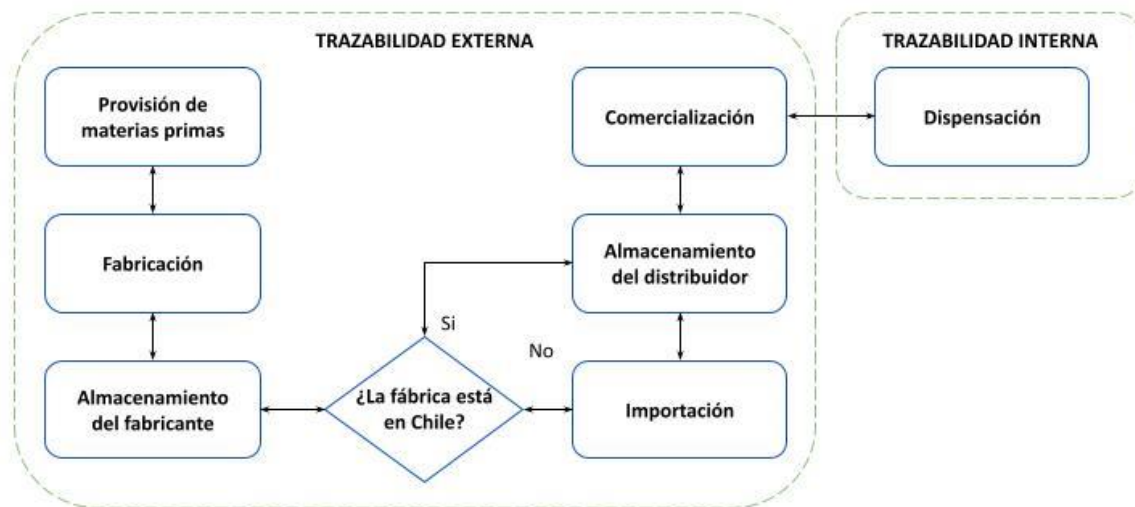 TRAZABILIDAD EXTERNA
TRAZABILIDAD INTERNA
Provisión de
materias primas
Comercialización
Dispensación
Fabricación
Almacenamiento
del distribuidor
Si
No
Almacenamiento
del fabricante
¿La fábrica está
en Chile?
Importación